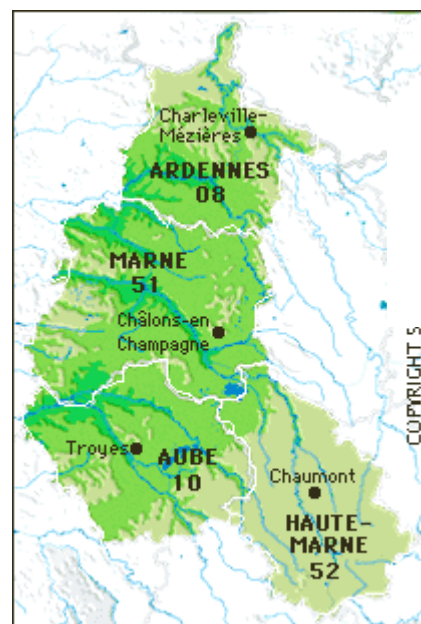 Charleville-
Mézières
ARDENNES
08
MARNE
51
Châlons-en
Champagne
Troyes
AUBE
10
Chaumont
HAUTE-
MARNE
52
COPYRIGHT S